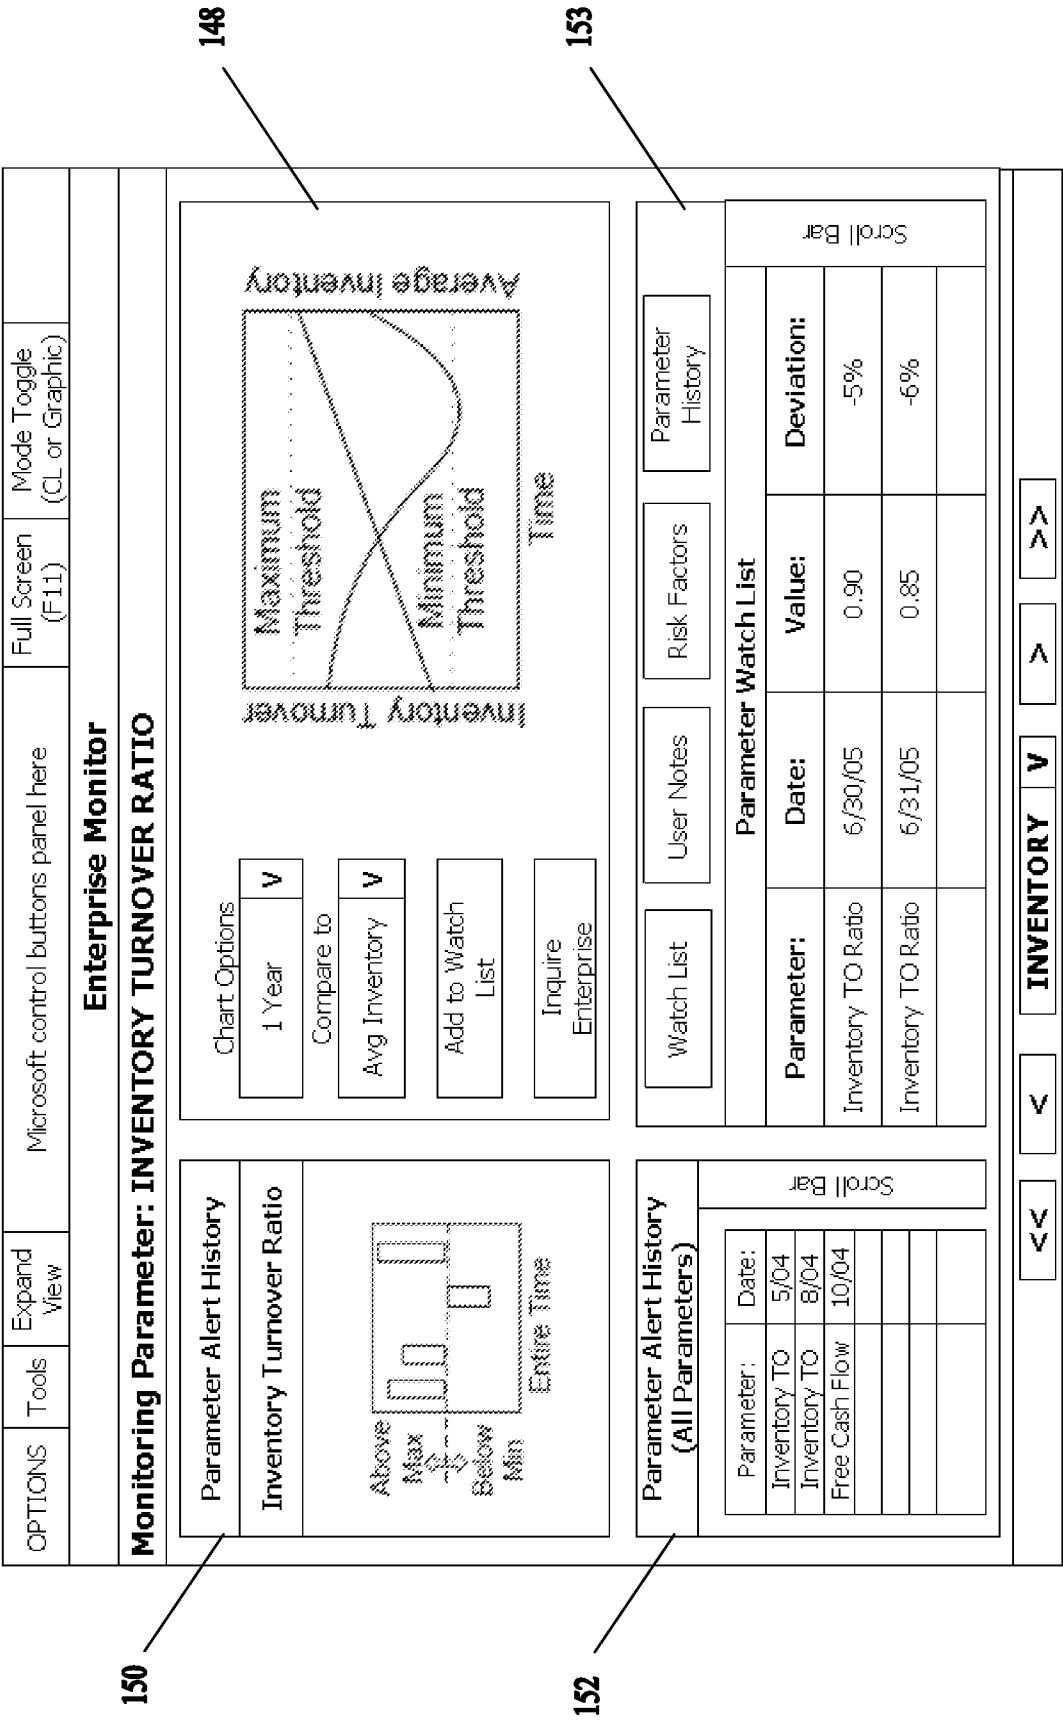 OPTIONS
Tools
Expand
View
Microsoft control buttons panel here
Full Screen
(F11)
Mode Toggle
(CL or Graphic)
Enterprise Monitor
Monitoring Parameter: INVENTORY TURNOVER RATIO
150
Parameter Alert History
Inventory Turnover Ratio
Above
Max
Below
Min
Entire Time
148
Chart Options
1 Year
V
Compare to
Avg Inventory
V
Add to Watch
List
Inquire
Enterprise
Inventory Turnover
Maximum
Threshold
Minimum
Threshold
Average Inventory
Time
152
Parameter Alert History
(All Parameters)
Parameter: Date:
Inventory TO 5/04
Inventory TO 8/04
Free Cash Flow 10/04
Scroll Bar
153
Watch List
User Notes
Risk Factors
Parameter
History
Parameter Watch List
Parameter: Date: Value: Deviation:
Inventory TO Ratio 6/30/05 0.90 -5%
Inventory TO Ratio 6/31/05 0.85 -6%
Scroll Bar
<< < INVENTORY V > >>